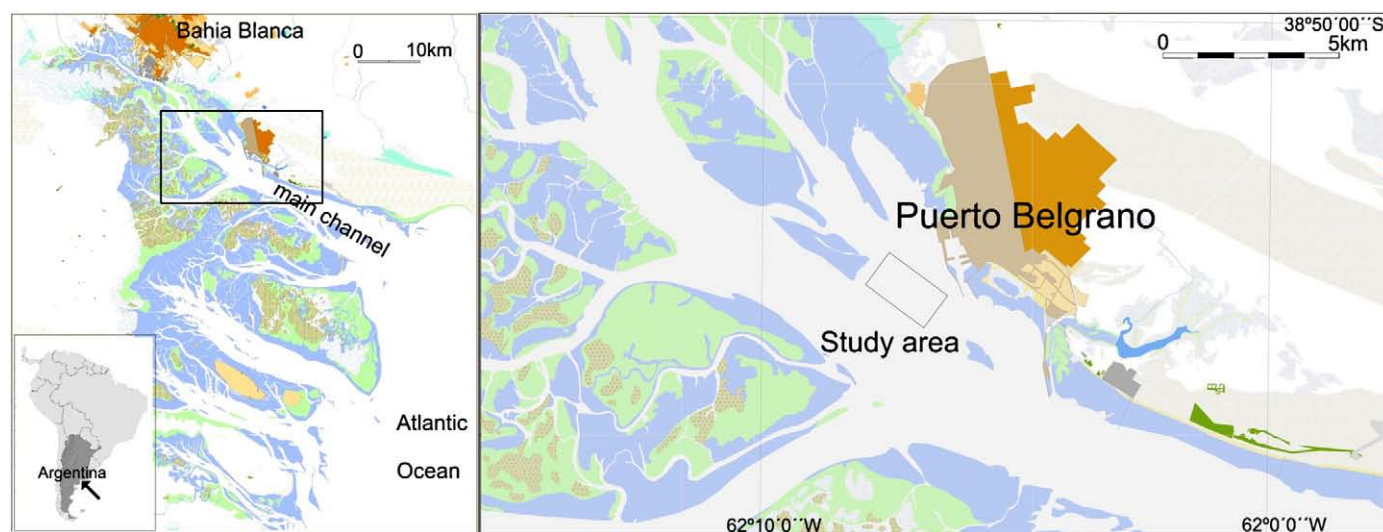 Bahia Blanca
0 10km
main channel
Atlantic
Ocean
Argentina
38º50´00´´S
0 5km
Puerto Belgrano
Study area
62º10´0´´W
62º0´0´´W